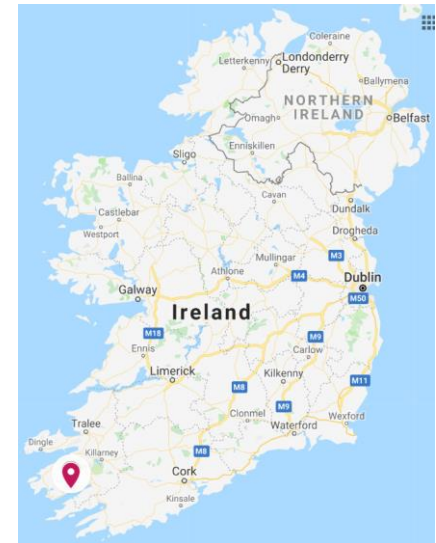 Coleraine
Letterkenny
Londonderry
Derry
Ballymena
NORTHERN
IRELAND
Omagh
Belfast
Enniskillen
Sligo
Ballina
Cavan
Dundalk
Castlebar
Westport
Drogheda
Mullingar
M3
Athlone
M4
Dublin
Galway
M50
Ireland
M18
M9
Ennis
Carlow
Limerick
Kilkenny
M8
M11
M9
Clonmel
Wexford
Tralee
Waterford
Dingle
Killarney
M8
Cork
Kinsale